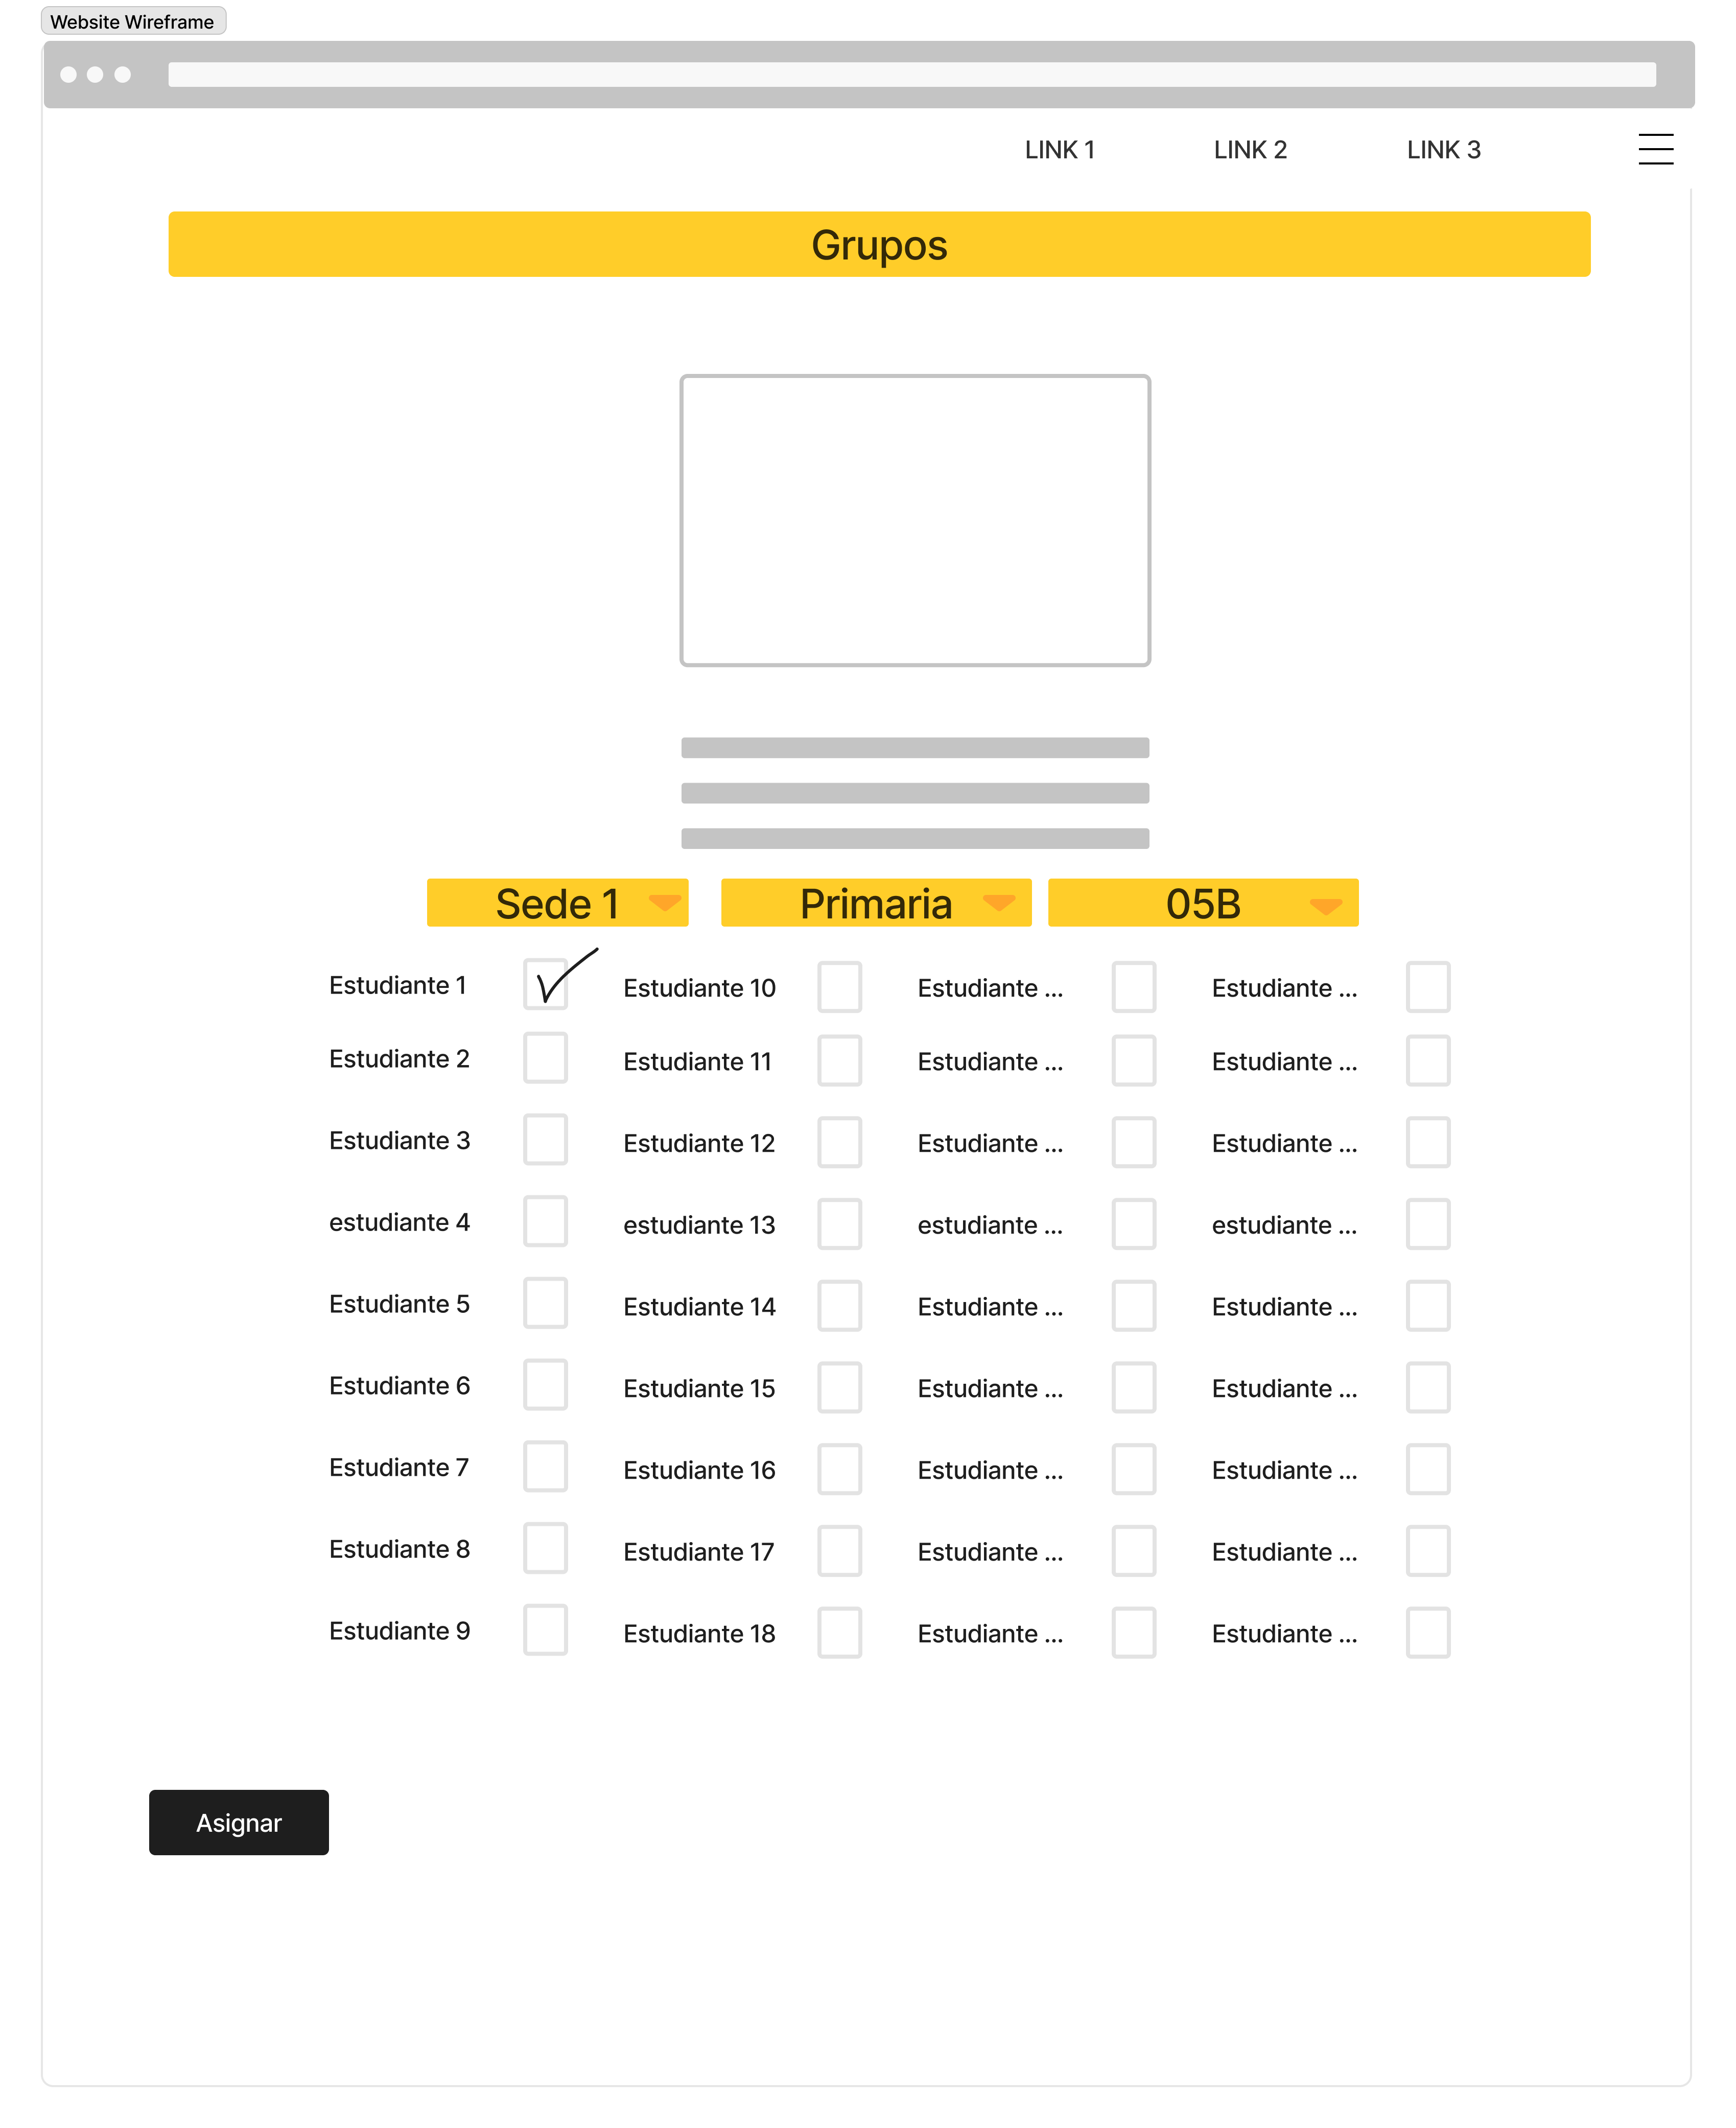 Website Wireframe
LINK 1 LINK 2 LINK 3
Grupos
Sede 1 Primaria 05B
Estudiante 1 Estudiante 10 Estudiante ... Estudiante ...
Estudiante 2 Estudiante 11 Estudiante ... Estudiante ...
Estudiante 3 Estudiante 12 Estudiante ... Estudiante ...
estudiante 4 estudiante 13 estudiante ... estudiante ...
Estudiante 5 Estudiante 14 Estudiante ... Estudiante ...
Estudiante 6 Estudiante 15 Estudiante ... Estudiante ...
Estudiante 7 Estudiante 16 Estudiante ... Estudiante ...
Estudiante 8 Estudiante 17 Estudiante ... Estudiante ...
Estudiante 9 Estudiante 18 Estudiante ... Estudiante ...
Asignar